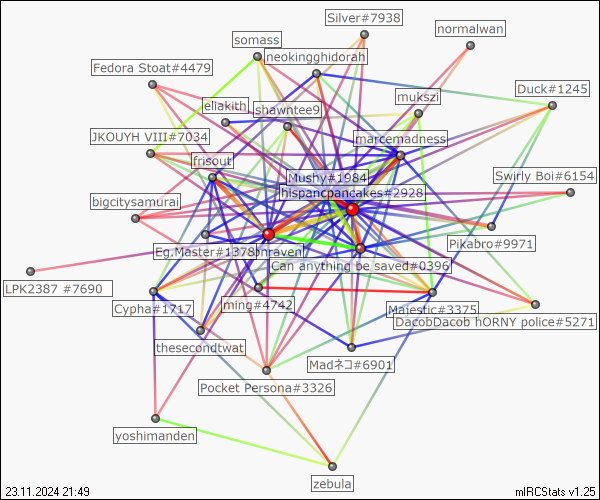 Silver#7938
normalwan
somass
neokingghidorah
Fedora Stoat#4479
Duck#1245
mukszi
eliakith
shawntee9
JKOUYH VIII#7034
marcemadness
frisout
Mushy#1984
Swirly Boi#6154
hispancpancakes#2928
bigcitysamurai
Pikabro#9971
Eg.Master#1378
Can anything be saved#0396
LPK2387 #7690
Cypha#1717
ming#4742
Majestic#3375
DacobDacob hORNY police#5271
thesecondtwat
Madネコ#6901
Pocket Persona#3326
yoshimanden
zebula
23.11.2024 21:49
mIRCStats v1.25